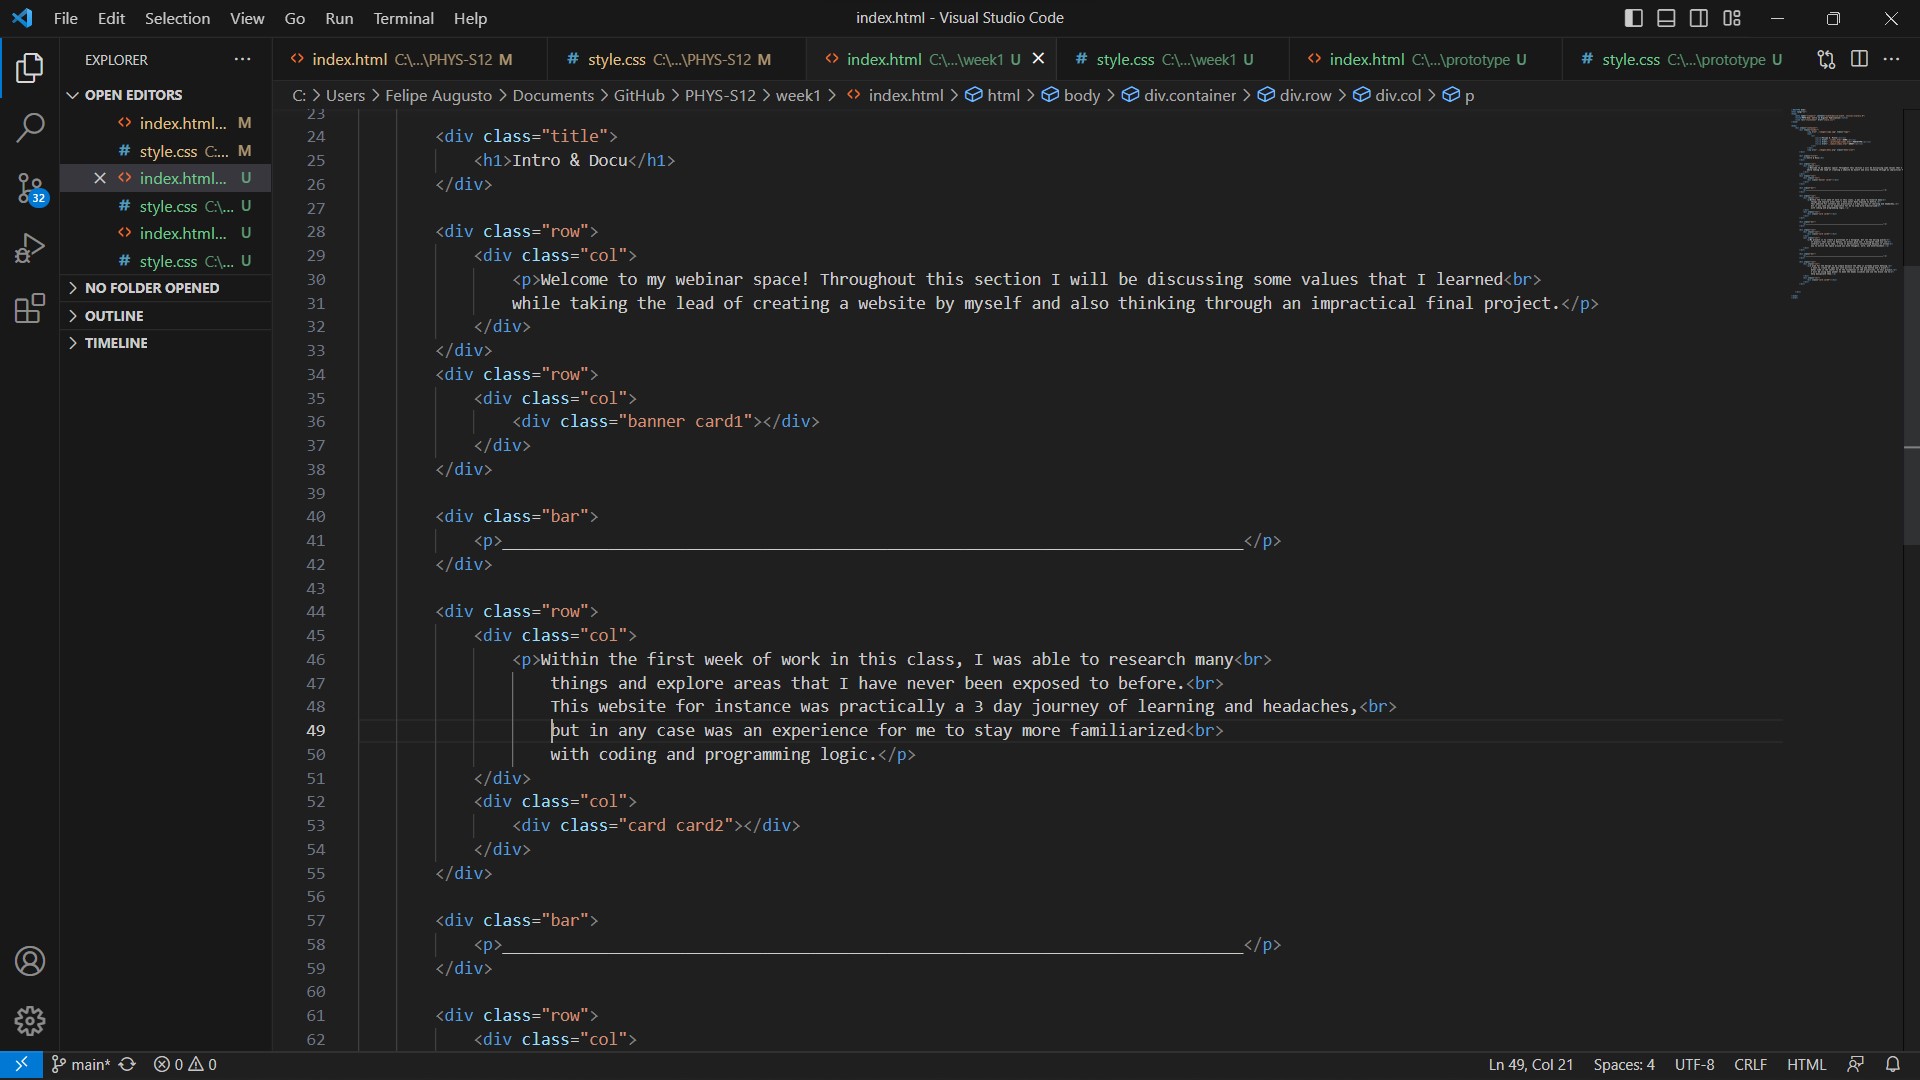 File Edit Selection View Go Run Terminal Help
index.html - Visual Studio Code
EXPLORER
index.html C:\...\PHYS-S12 M
# style.css C:\...\PHYS-S12 M
index.html C:\...\week1 U
# style.css C:\...\week1 U
index.html C:\...\prototype U
# style.css C:\...\prototype U
OPEN EDITORS
index.html... M
# style.css C:... M
index.html... U
# style.css C:\... U
index.html... U
# style.css C:\... U
NO FOLDER OPENED
OUTLINE
TIMELINE
32
C: > Users > Felipe Augusto > Documents > GitHub > PHYS-S12 > week1 > index.html > html > body > div.container > div.row > div.col > p
23
24 <div class="title">
25 <h1>Intro & Docu</h1>
26 </div>
27
28 <div class="row">
29 <div class="col">
30 <p>Welcome to my webinar space! Throughout this section I will be discussing some values that I learned<br>
31 while taking the lead of creating a website by myself and also thinking through an impractical final project.</p>
32 </div>
33 </div>
34 <div class="row">
35 <div class="col">
36 <div class="banner card1"></div>
37 </div>
38 </div>
39
40 <div class="bar">
41 <p>_____________________________________________________________________________</p>
42 </div>
43
44 <div class="row">
45 <div class="col">
46 <p>Within the first week of work in this class, I was able to research many<br>
47 things and explore areas that I have never been exposed to before.<br>
48 This website for instance was practically a 3 day journey of learning and headaches,<br>
49 but in any case was an experience for me to stay more familiarized<br>
50 with coding and programming logic.</p>
51 </div>
52 <div class="col">
53 <div class="card card2"></div>
54 </div>
55 </div>
56
57 <div class="bar">
58 <p>_____________________________________________________________________________</p>
59 </div>
60
61 <div class="row">
62 <div class="col">
main* 0 0
Ln 49, Col 21 Spaces: 4 UTF-8 CRLF HTML